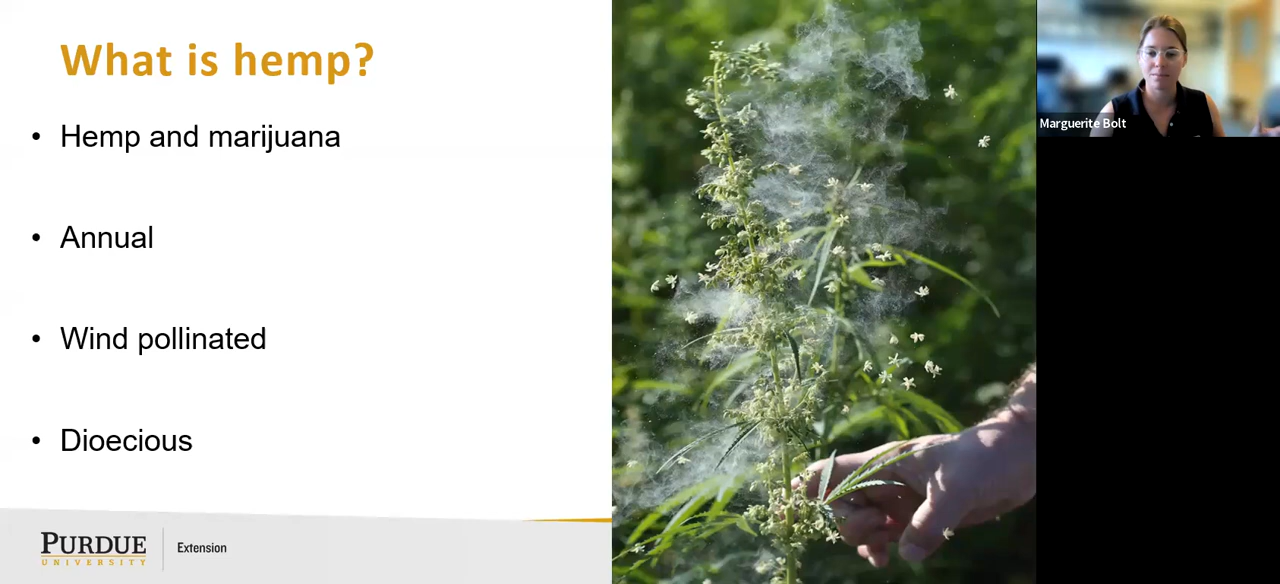 What is hemp?
• Hemp and marijuana
• Annual
• Wind pollinated
• Dioecious
PURDUE
UNIVERSITY
Extension
Marguerite Bolt